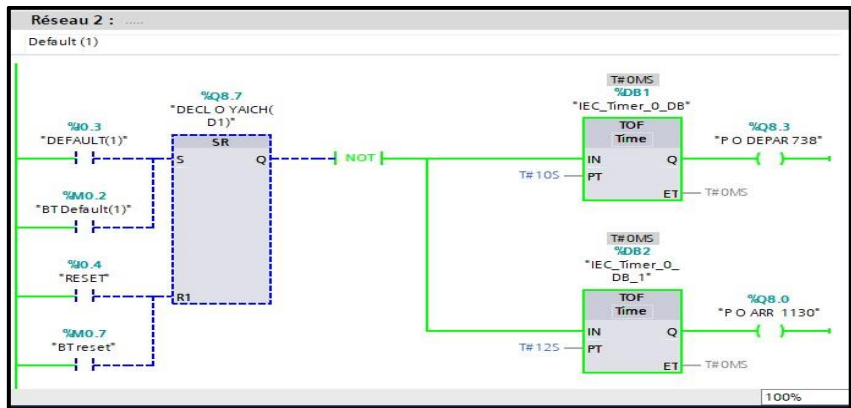 Réseau 2 : .....
Default (1)
%I0.3
"DEFAULT(1)"
%M0.2
"BT Default(1)"
%I0.4
"RESET"
%M0.7
"BT reset"
%Q8.7
"DECL O YAICH(
D1)"
SR
S Q
R1
NOT
T#0MS
%DB1
"IEC_Timer_0_DB"
TOF
Time
IN Q
T#10S PT
ET T#0MS
%Q8.3
"P O DEPAR 738"
T#0MS
%DB2
"IEC_Timer_0_
DB_1"
TOF
Time
IN Q
T#12S PT
ET T#0MS
%Q8.0
"P O ARR 1130"
100%